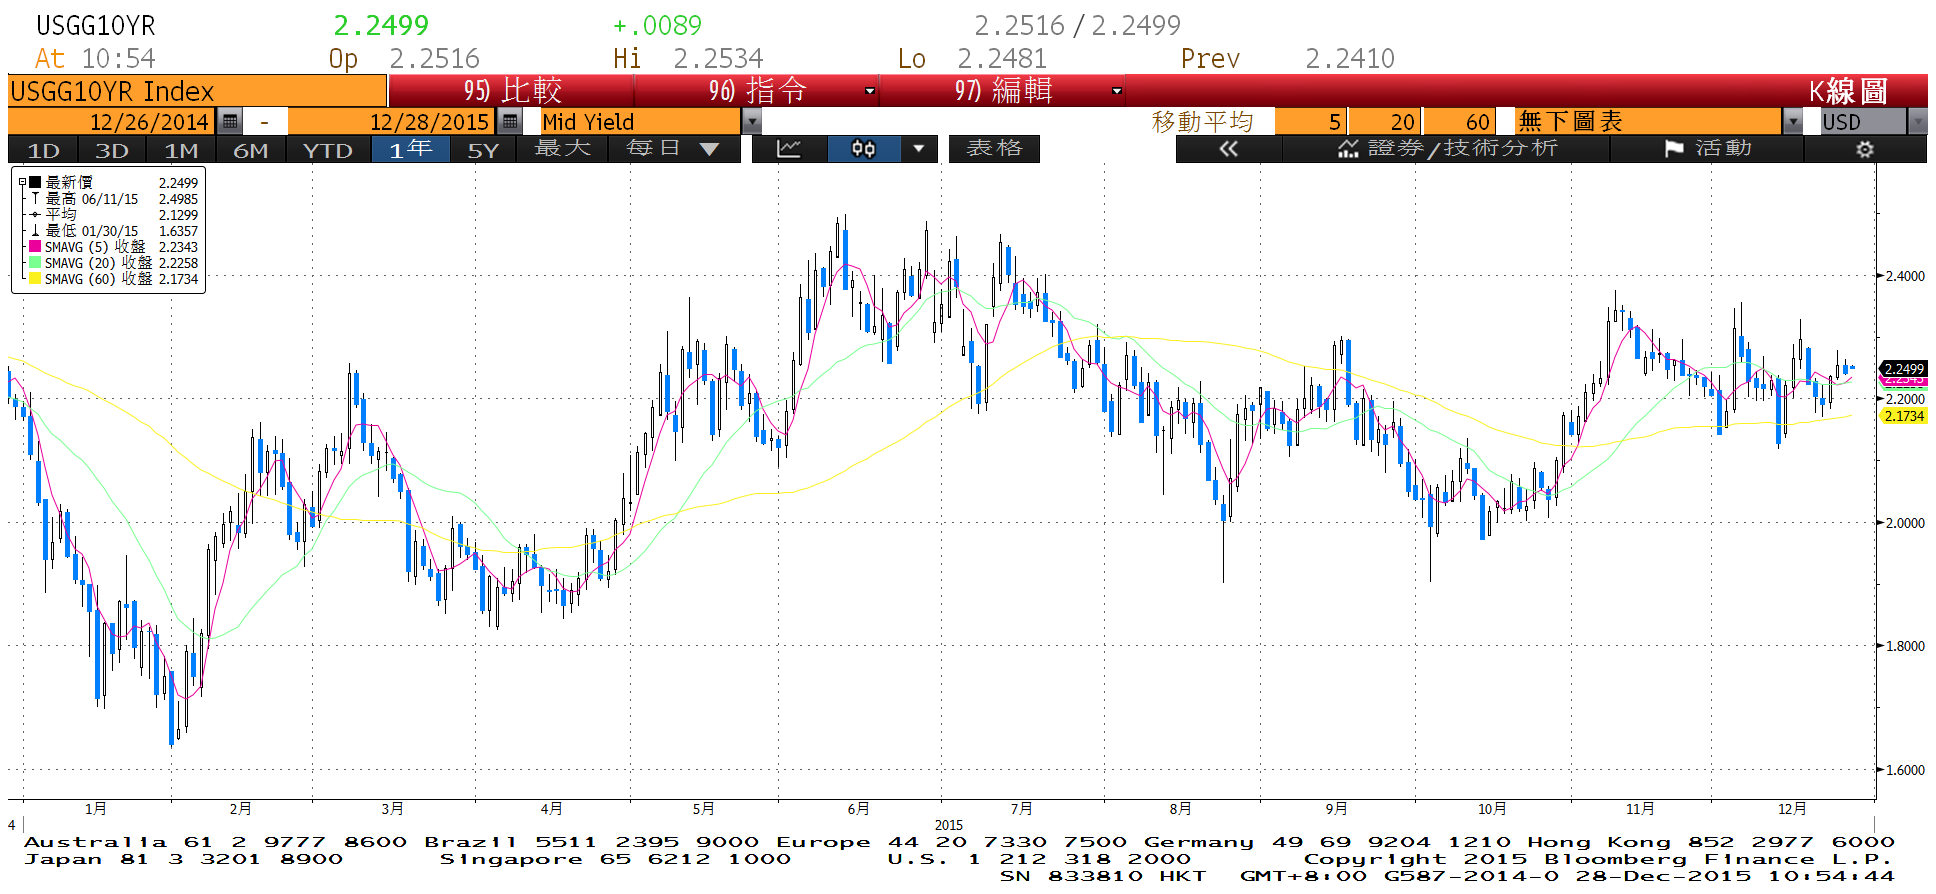 USGG10YR 2.2499 +.0089 2.2516 / 2.2499
At 10:54 Op 2.2516 Hi 2.2534 Lo 2.2481 Prev 2.2410
USGG10YR Index 95) 比較 96) 指令 97) 編輯 K線圖
12/26/2014 - 12/28/2015 Mid Yield 移動平均 5 20 60 無下圖表 USD
1D 3D 1M 6M YTD 1年 5Y 最大 每日 表格 « 證券/技術分析 活動
最新價 2.2499
最高 06/11/15 2.4985
平均 2.1299
最低 01/30/15 1.6357
SMAVG (5) 收盤 2.2343
SMAVG (20) 收盤 2.2258
SMAVG (60) 收盤 2.1734
2.4000
2.2499
2.2343
2.2000
2.1734
2.0000
1.8000
1.6000
1月 2月 3月 4月 5月 6月 7月 8月 9月 10月 11月 12月
4 2015
Australia 61 2 9777 8600 Brazil 5511 2395 9000 Europe 44 20 7330 7500 Germany 49 69 9204 1210 Hong Kong 852 2977 6000
Japan 81 3 3201 8900 Singapore 65 6212 1000 U.S. 1 212 318 2000 Copyright 2015 Bloomberg Finance L.P.
SN 833810 HKT GMT+8:00 G587-2014-0 28-Dec-2015 10:54:44